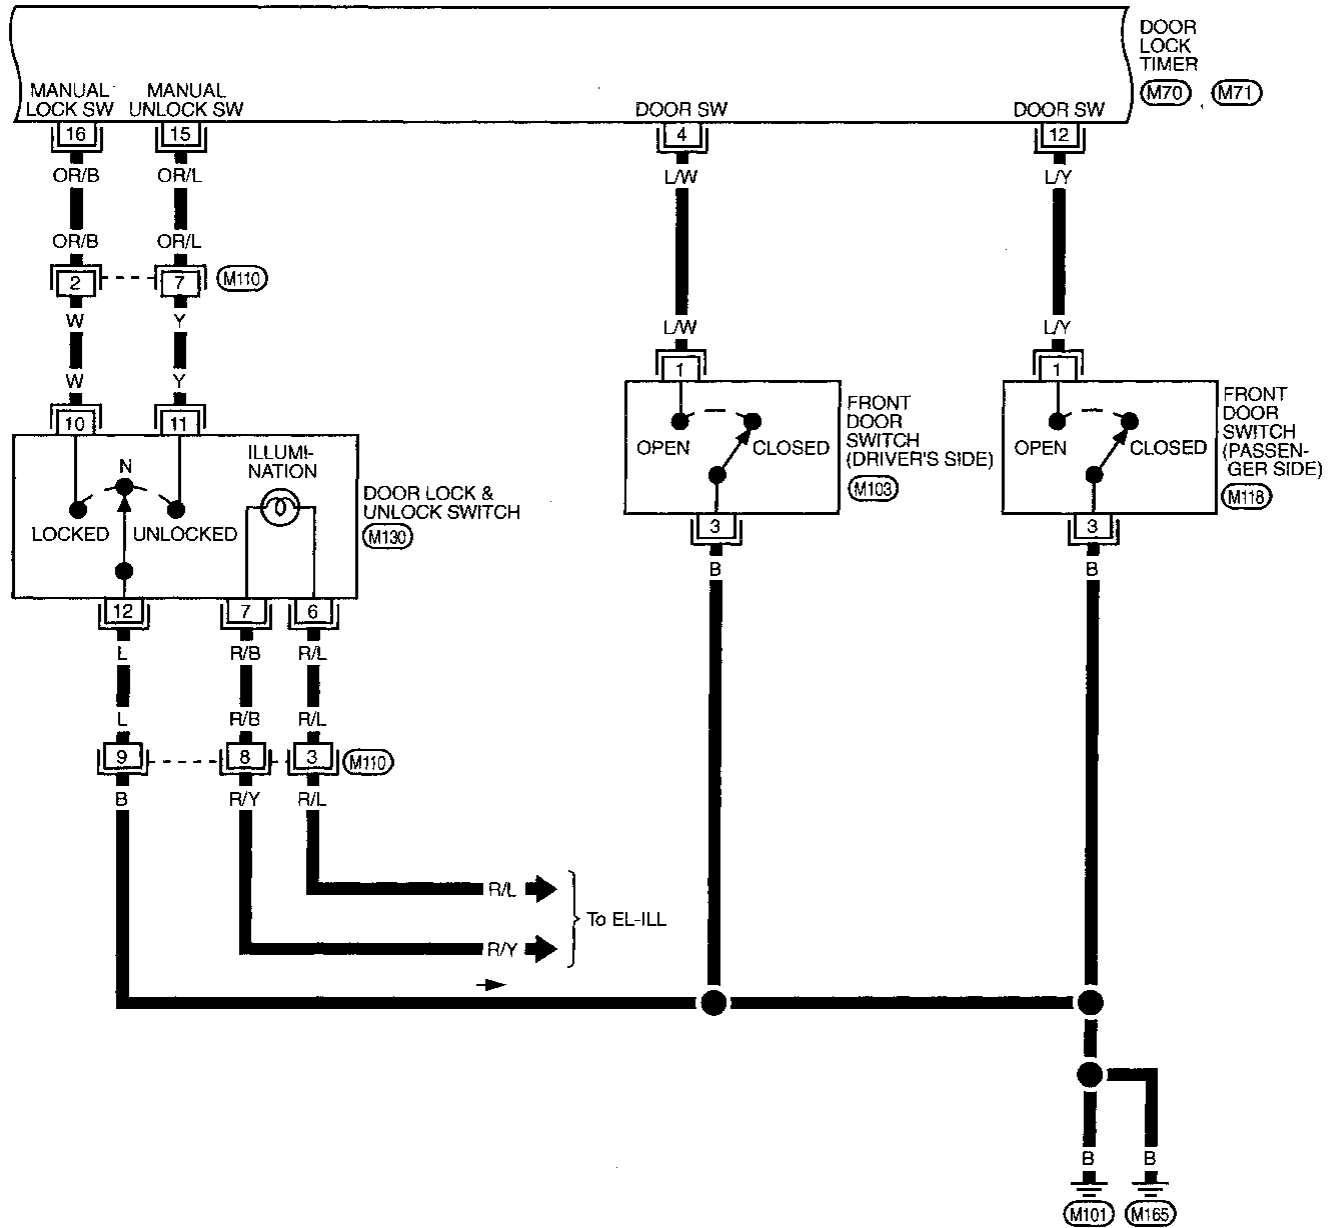 DOOR
LOCK
TIMER
M70 , M71
MANUAL
LOCK SW
MANUAL
UNLOCK SW
DOOR SW
DOOR SW
16
15
4
12
OR/B
OR/L
L/W
L/Y
OR/B
OR/L
2
7
M110
W
Y
L/W
L/Y
W
Y
1
1
10
11
FRONT
DOOR
SWITCH
(DRIVER'S SIDE)
M103
FRONT
DOOR
SWITCH
(PASSEN-
GER SIDE)
M118
OPEN
CLOSED
OPEN
CLOSED
N
ILLUMI-
NATION
LOCKED
UNLOCKED
DOOR LOCK &
UNLOCK SWITCH
M130
3
3
B
B
12
7
6
L
R/B
R/L
L
R/B
R/L
9
8
3
M110
B
R/Y
R/L
R/L
R/Y
To EL-ILL
B
B
M101
M165